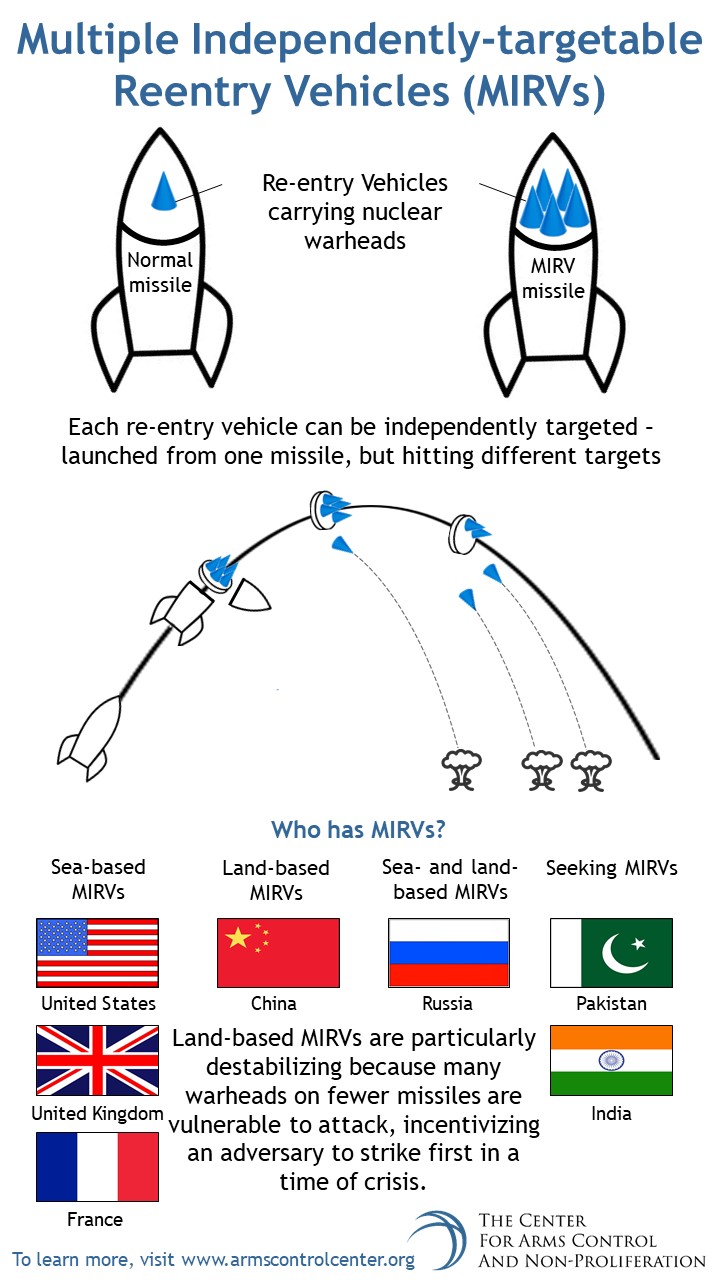 Multiple Independently-targetable
Reentry Vehicles (MIRVs)
Re-entry Vehicles
carrying nuclear
warheads
Normal
missile
MIRV
missile
Each re-entry vehicle can be independently targeted –
launched from one missile, but hitting different targets
Who has MIRVs?
Sea-based
MIRVs
Land-based
MIRVs
Sea- and land-
based MIRVs
Seeking MIRVs
United States
China
Russia
Pakistan
United Kingdom
India
France
Land-based MIRVs are particularly
destabilizing because many
warheads on fewer missiles are
vulnerable to attack, incentivizing
an adversary to strike first in a
time of crisis.
To learn more, visit www.armscontrolcenter.org
The Center
For Arms Control
And Non-Proliferation